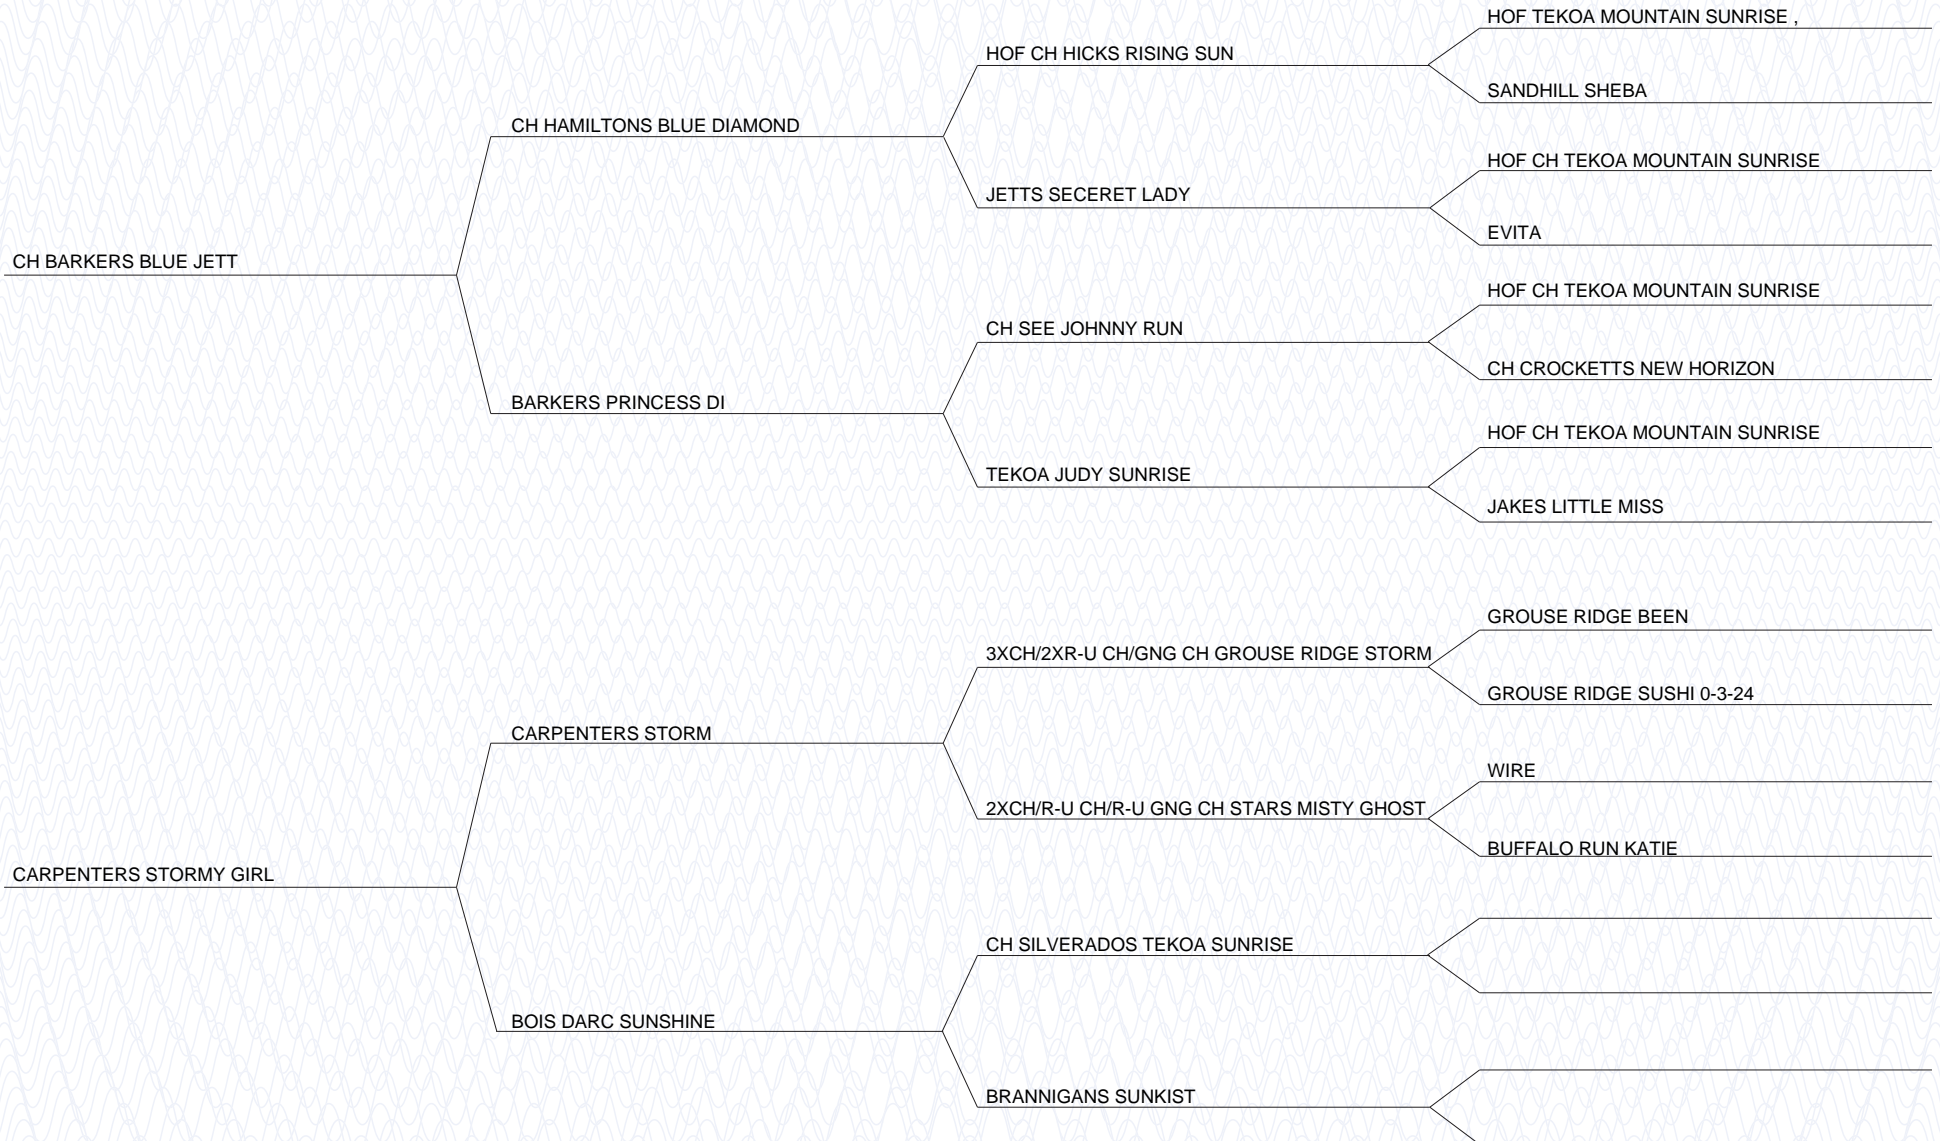 HOF TEKOA MOUNTAIN SUNRISE ,
HOF CH HICKS RISING SUN
SANDHILL SHEBA
CH HAMILTONS BLUE DIAMOND
HOF CH TEKOA MOUNTAIN SUNRISE
JETTS SECERET LADY
EVITA
CH BARKERS BLUE JETT
HOF CH TEKOA MOUNTAIN SUNRISE
CH SEE JOHNNY RUN
CH CROCKETTS NEW HORIZON
BARKERS PRINCESS DI
HOF CH TEKOA MOUNTAIN SUNRISE
TEKOA JUDY SUNRISE
JAKES LITTLE MISS
GROUSE RIDGE BEEN
3XCH/2XR-U CH/GNG CH GROUSE RIDGE STORM
GROUSE RIDGE SUSHI 0-3-24
CARPENTERS STORM
WIRE
2XCH/R-U CH/R-U GNG CH STARS MISTY GHOST
BUFFALO RUN KATIE
CARPENTERS STORMY GIRL
CH SILVERADOS TEKOA SUNRISE
BOIS DARC SUNSHINE
BRANNIGANS SUNKIST